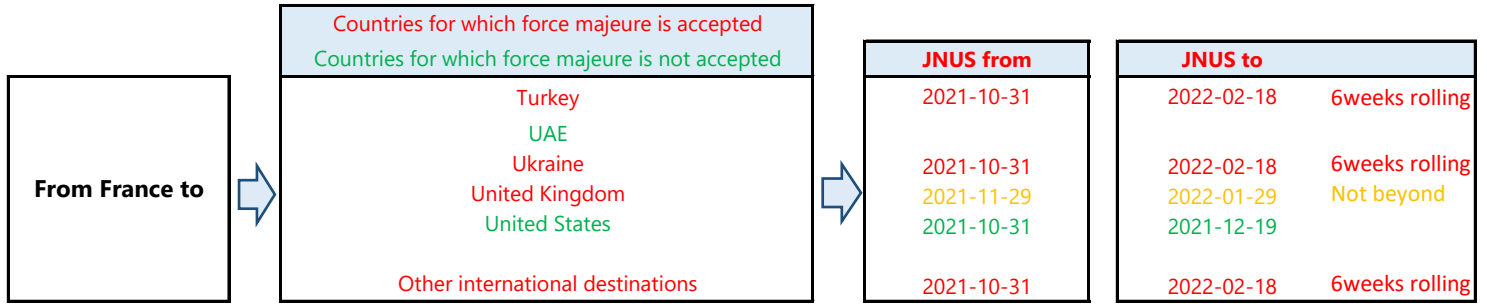 Countries for which force majeure is accepted
Countries for which force majeure is not accepted
JNUS from
JNUS to
From France to
Turkey
2021-10-31
2022-02-18
6weeks rolling
UAE
Ukraine
2021-10-31
2022-02-18
6weeks rolling
United Kingdom
2021-11-29
2022-01-29
Not beyond
United States
2021-10-31
2021-12-19
Other international destinations
2021-10-31
2022-02-18
6weeks rolling